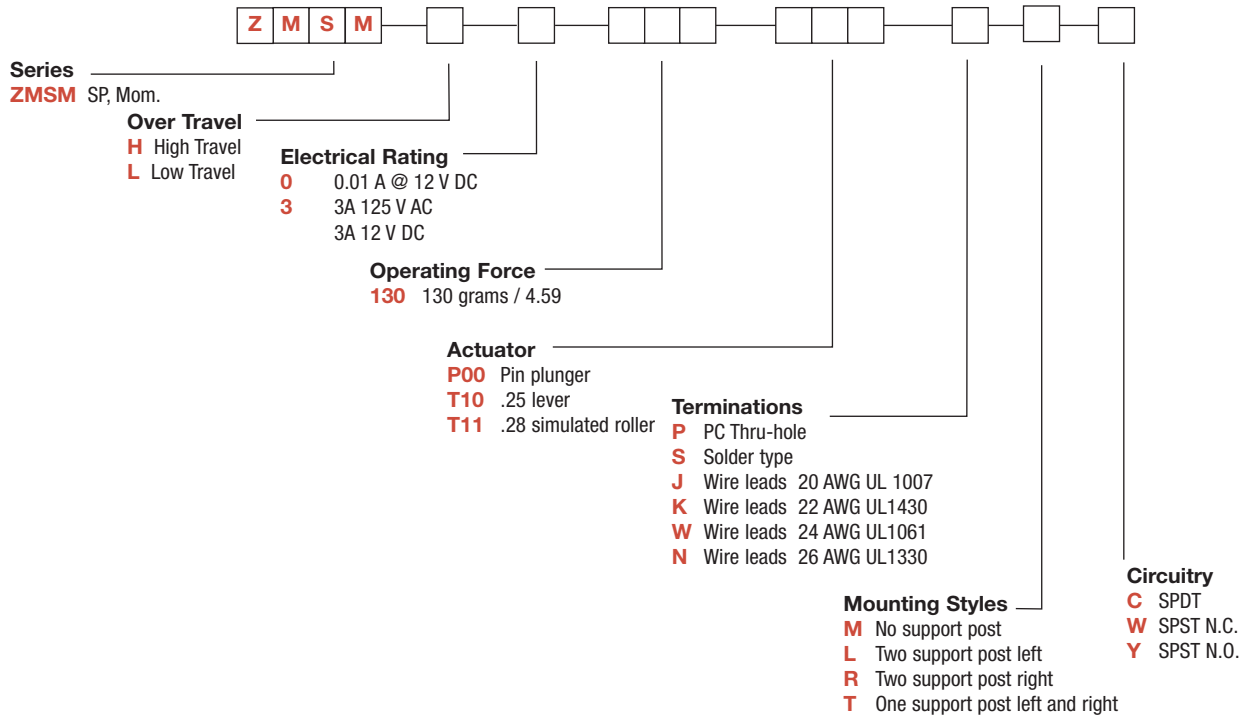 Z M S M
Series
ZMSM SP, Mom.
Over Travel
H High Travel
L Low Travel
Electrical Rating
0 0.01 A @ 12 V DC
3 3A 125 V AC
3A 12 V DC
Operating Force
130 130 grams / 4.59
Actuator
P00 Pin plunger
T10 .25 lever
T11 .28 simulated roller
Terminations
P PC Thru-hole
S Solder type
J Wire leads 20 AWG UL 1007
K Wire leads 22 AWG UL1430
W Wire leads 24 AWG UL1061
N Wire leads 26 AWG UL1330
Mounting Styles
M No support post
L Two support post left
R Two support post right
T One support post left and right
Circuitry
C SPDT
W SPST N.C.
Y SPST N.O.